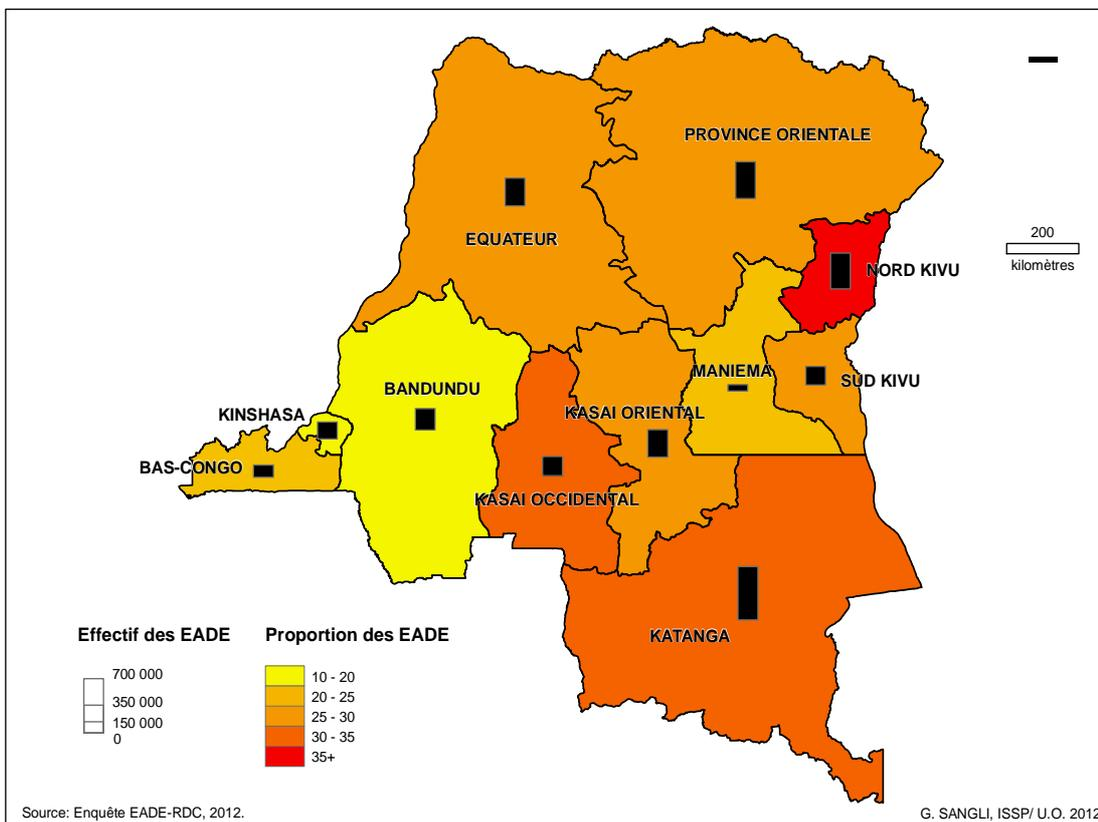 PROVINCE ORIENTALE
EQUATEUR
200
kilomètres
NORD KIVU
MANIEMA
SUD KIVU
BANDUNDU
KINSHASA
KASAI ORIENTAL
BAS-CONGO
KASAI OCCIDENTAL
KATANGA
Effectif des EADE
700 000
350 000
150 000
0
Proportion des EADE
10 - 20
20 - 25
25 - 30
30 - 35
35+
Source: Enquête EADE-RDC, 2012.
G. SANGLI, ISSP/ U.O. 2012